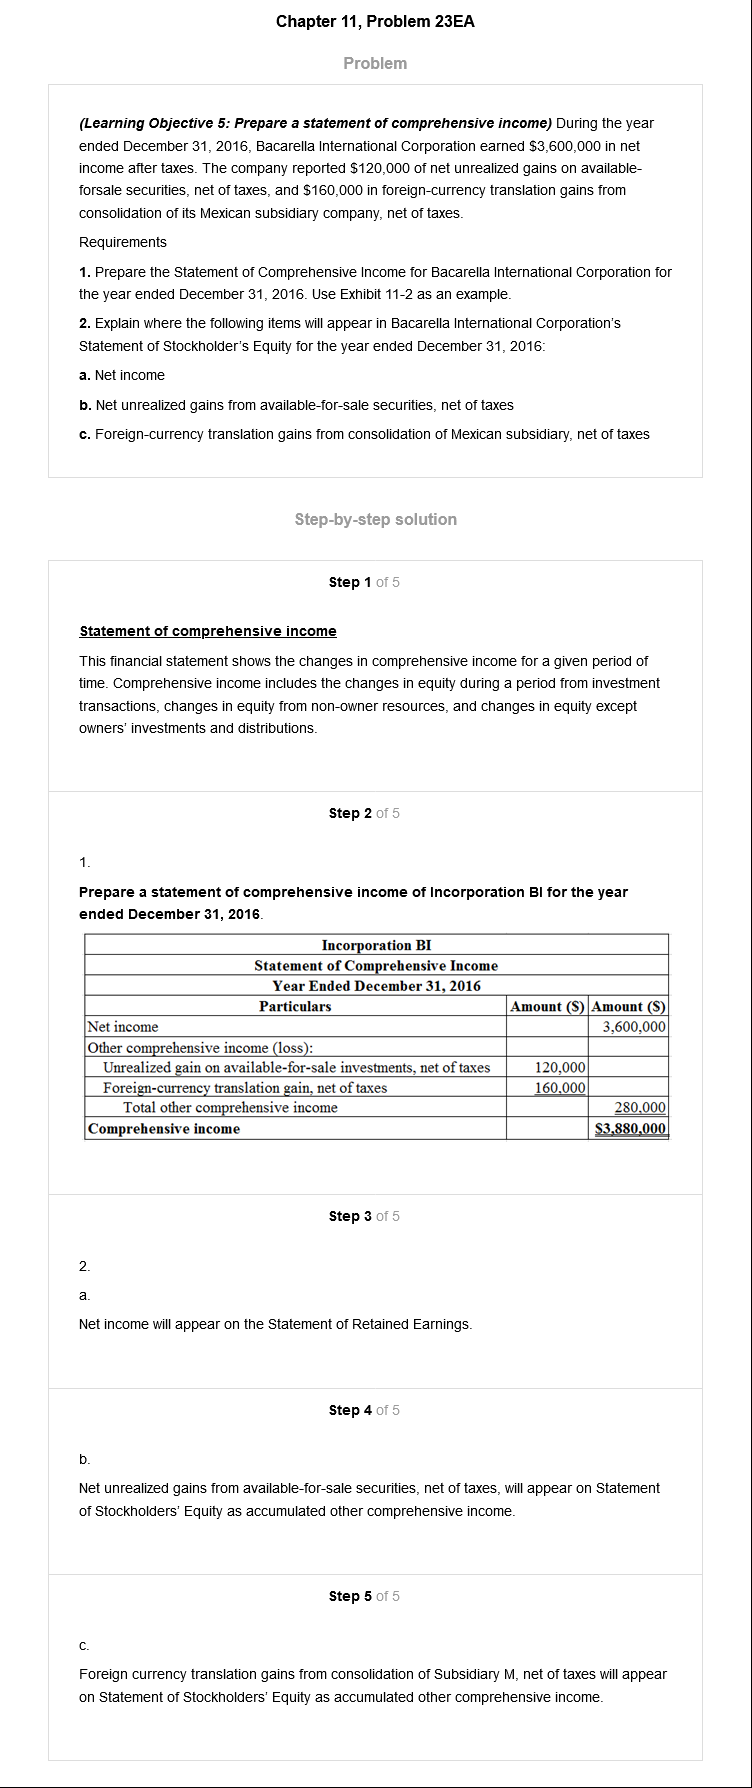 Chapter 11, Problem 23EA
Problem
(Learning Objective 5: Prepare a statement of comprehensive income) During the year
ended December 31, 2016, Bacarella International Corporation earned $3,600,000 in net
income after taxes. The company reported $120,000 of net unrealized gains on available-
forsale securities, net of taxes, and $160,000 in foreign-currency translation gains from
consolidation of its Mexican subsidiary company, net of taxes.
Requirements
1. Prepare the Statement of Comprehensive Income for Bacarella International Corporation for
the year ended December 31, 2016. Use Exhibit 11-2 as an example.
2. Explain where the following items will appear in Bacarella International Corporation’s
Statement of Stockholder’s Equity for the year ended December 31, 2016:
a. Net income
b. Net unrealized gains from available-for-sale securities, net of taxes
c. Foreign-currency translation gains from consolidation of Mexican subsidiary, net of taxes
Step-by-step solution
Step 1 of 5
Statement of comprehensive income
This financial statement shows the changes in comprehensive income for a given period of
time. Comprehensive income includes the changes in equity during a period from investment
transactions, changes in equity from non-owner resources, and changes in equity except
owners’ investments and distributions.
Step 2 of 5
1.
Prepare a statement of comprehensive income of Incorporation BI for the year
ended December 31, 2016.
Incorporation BI
Statement of Comprehensive Income
Year Ended December 31, 2016
Particulars Amount ($) Amount ($)
Net income 3,600,000
Other comprehensive income (loss):
Unrealized gain on available-for-sale investments, net of taxes 120,000
Foreign-currency translation gain, net of taxes 160,000
Total other comprehensive income 280,000
Comprehensive income $3,880,000
Step 3 of 5
2.
a.
Net income will appear on the Statement of Retained Earnings.
Step 4 of 5
b.
Net unrealized gains from available-for-sale securities, net of taxes, will appear on Statement
of Stockholders’ Equity as accumulated other comprehensive income.
Step 5 of 5
c.
Foreign currency translation gains from consolidation of Subsidiary M, net of taxes will appear
on Statement of Stockholders’ Equity as accumulated other comprehensive income.